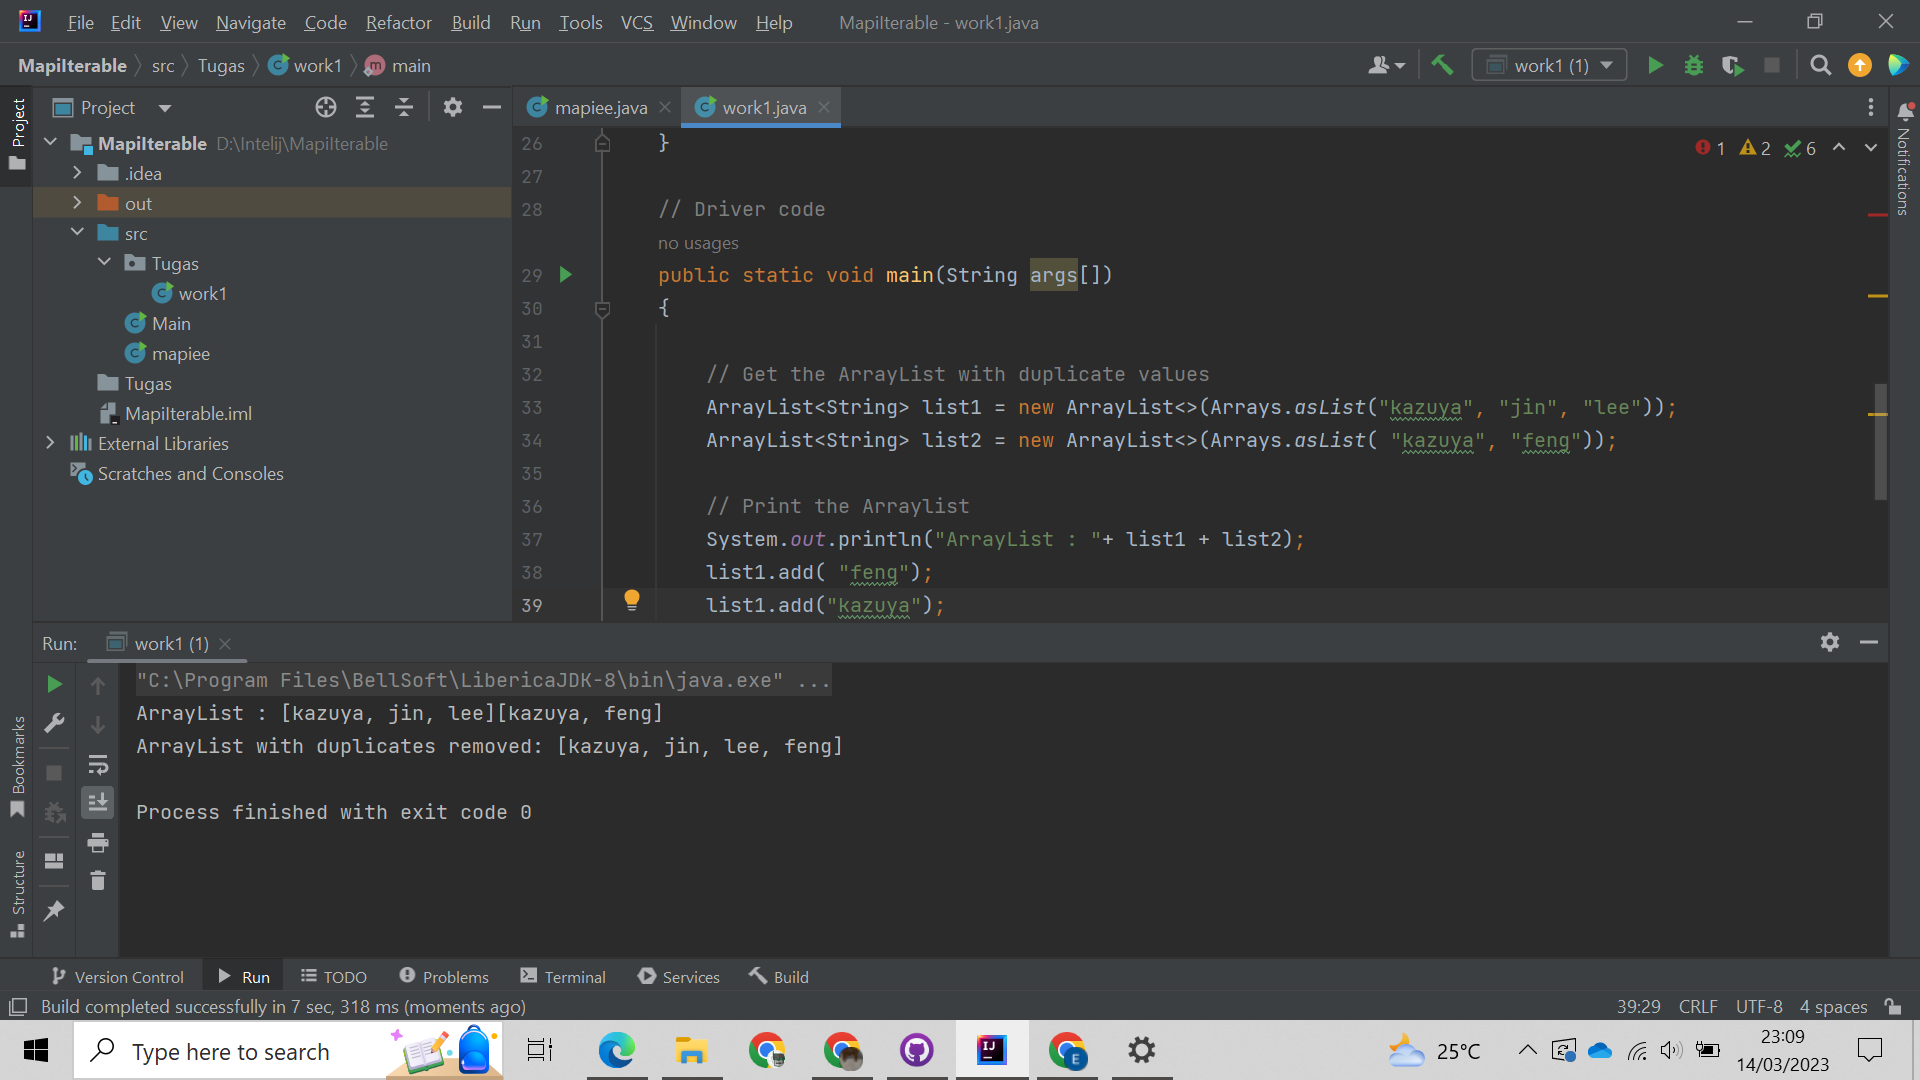 File Edit View Navigate Code Refactor Build Run Tools VCS Window Help MapiIterable - work1.java
MapiIterable src Tugas work1 main
work1 (1)
Project
mapiee.java work1.java
Project
Notifications
Bookmarks
Structure
MapiIterable D:\Intelij\MapiIterable
.idea
out
src
Tugas
work1
Main
mapiee
Tugas
MapiIterable.iml
External Libraries
Scratches and Consoles
1 2 6
26 }
27
28 // Driver code
no usages
29 public static void main(String args[])
30 {
31
32 // Get the ArrayList with duplicate values
33 ArrayList<String> list1 = new ArrayList<>(Arrays.asList("kazuya", "jin", "lee"));
34 ArrayList<String> list2 = new ArrayList<>(Arrays.asList( "kazuya", "feng"));
35
36 // Print the Arraylist
37 System.out.println("ArrayList : "+ list1 + list2);
38 list1.add( "feng");
39 list1.add("kazuya");
Run: work1 (1)
"C:\Program Files\BellSoft\LibericaJDK-8\bin\java.exe" ...
ArrayList : [kazuya, jin, lee][kazuya, feng]
ArrayList with duplicates removed: [kazuya, jin, lee, feng]
Process finished with exit code 0
Version Control Run TODO Problems Terminal Services Build
Build completed successfully in 7 sec, 318 ms (moments ago) 39:29 CRLF UTF-8 4 spaces
Type here to search
25°C
23:09
14/03/2023